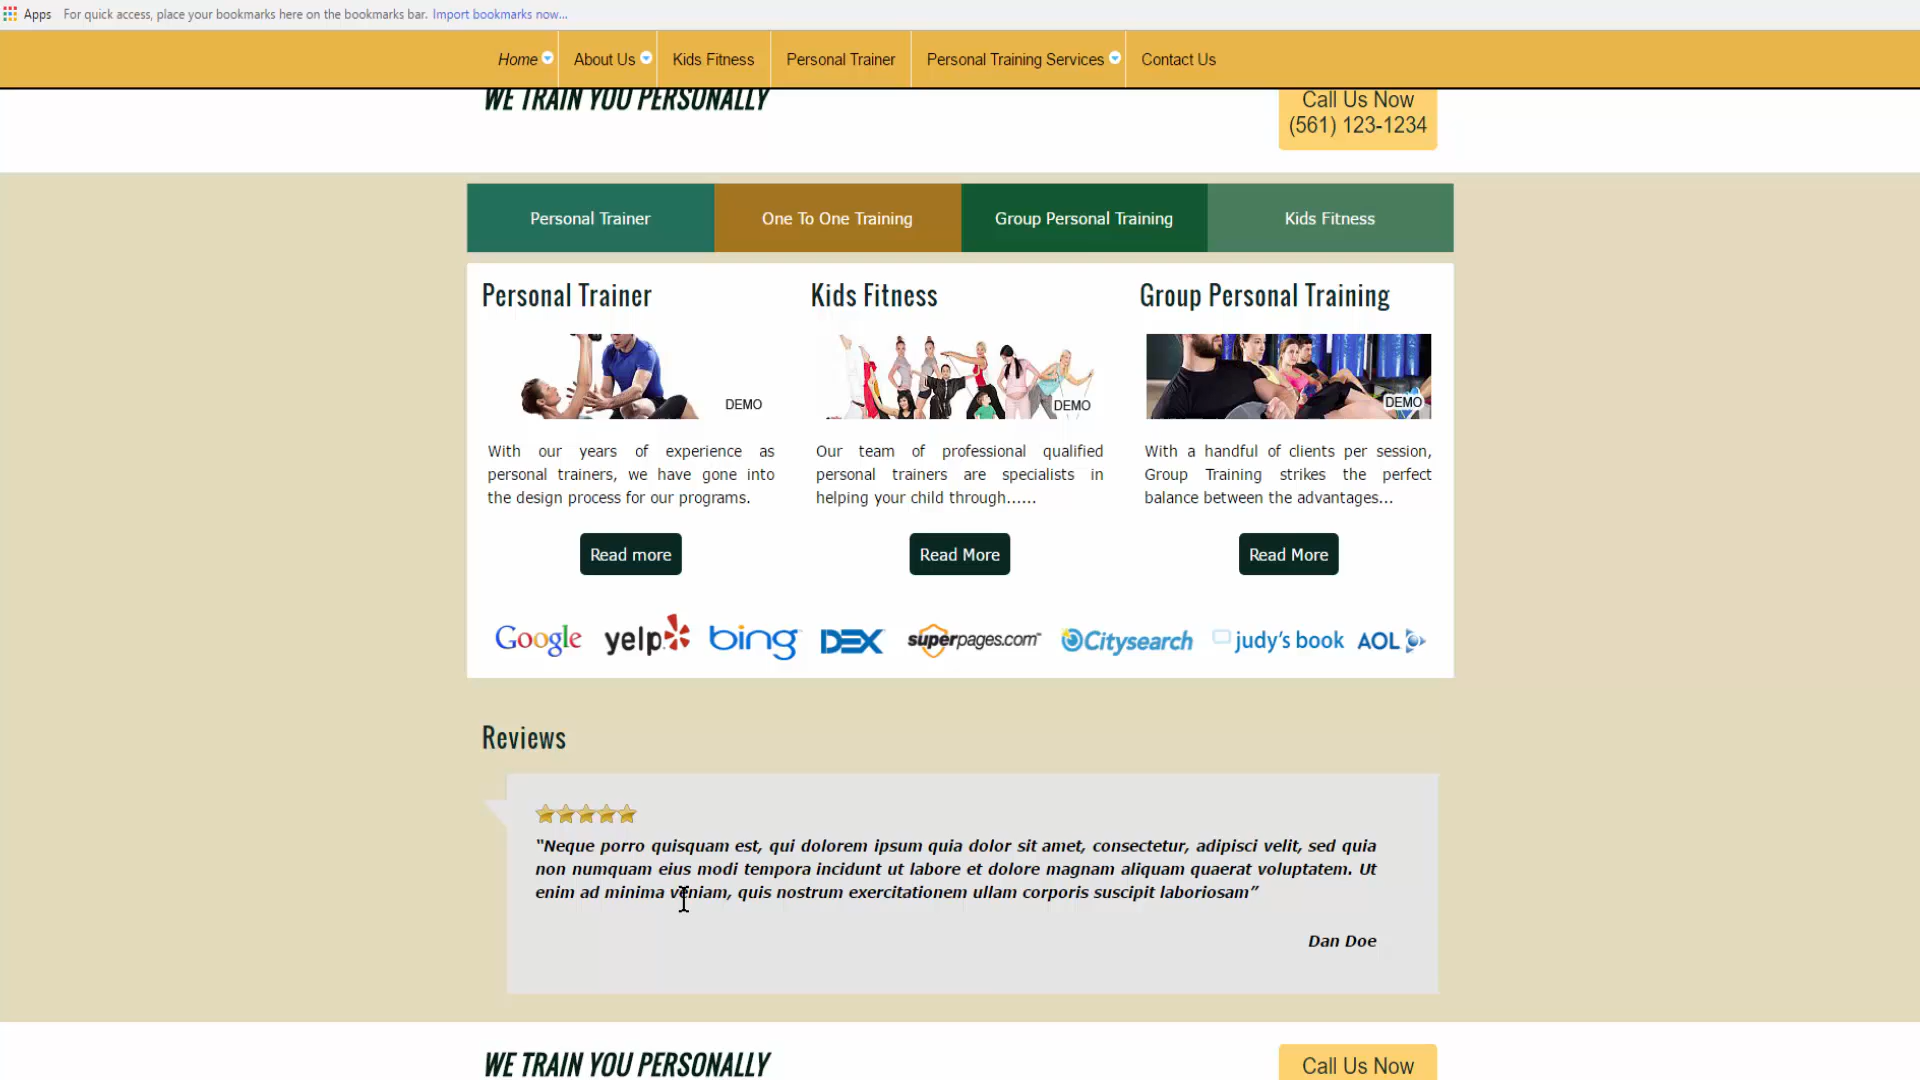 Apps For quick access, place your bookmarks here on the bookmarks bar. Import bookmarks now...
Home About Us Kids Fitness Personal Trainer Personal Training Services Contact Us
WE TRAIN YOU PERSONALLY
Call Us Now
(561) 123-1234
Personal Trainer One To One Training Group Personal Training Kids Fitness
Personal Trainer
DEMO
With our years of experience as
personal trainers, we have gone into
the design process for our programs.
Read more
Kids Fitness
DEMO
Our team of professional qualified
personal trainers are specialists in
helping your child through......
Read More
Group Personal Training
DEMO
With a handful of clients per session,
Group Training strikes the perfect
balance between the advantages...
Read More
Google yelp bing DEX superpages.com Citysearch judy's book AOL
Reviews
“Neque porro quisquam est, qui dolorem ipsum quia dolor sit amet, consectetur, adipisci velit, sed quia
non numquam eius modi tempora incidunt ut labore et dolore magnam aliquam quaerat voluptatem. Ut
enim ad minima veniam, quis nostrum exercitationem ullam corporis suscipit laboriosam”
Dan Doe
WE TRAIN YOU PERSONALLY
Call Us Now